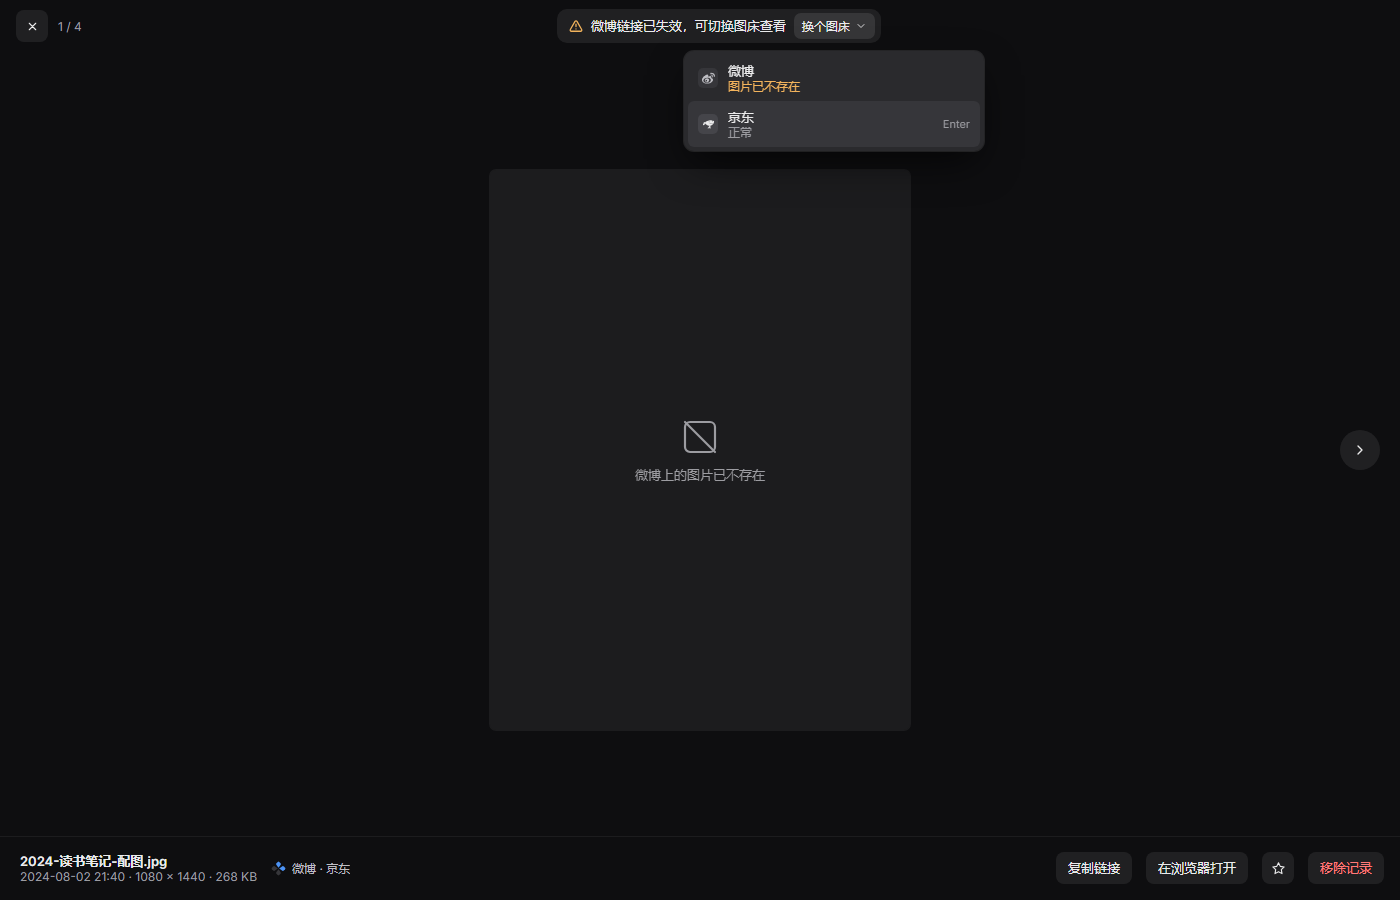 1 / 4
微博链接已失效，可切换图床查看 换个图床
微博
图片已不存在
京东
正常
Enter
微博上的图片已不存在
2024-读书笔记-配图.jpg
2024-08-02 21:40 · 1080 × 1440 · 268 KB
微博 · 京东
复制链接
在浏览器打开
移除记录